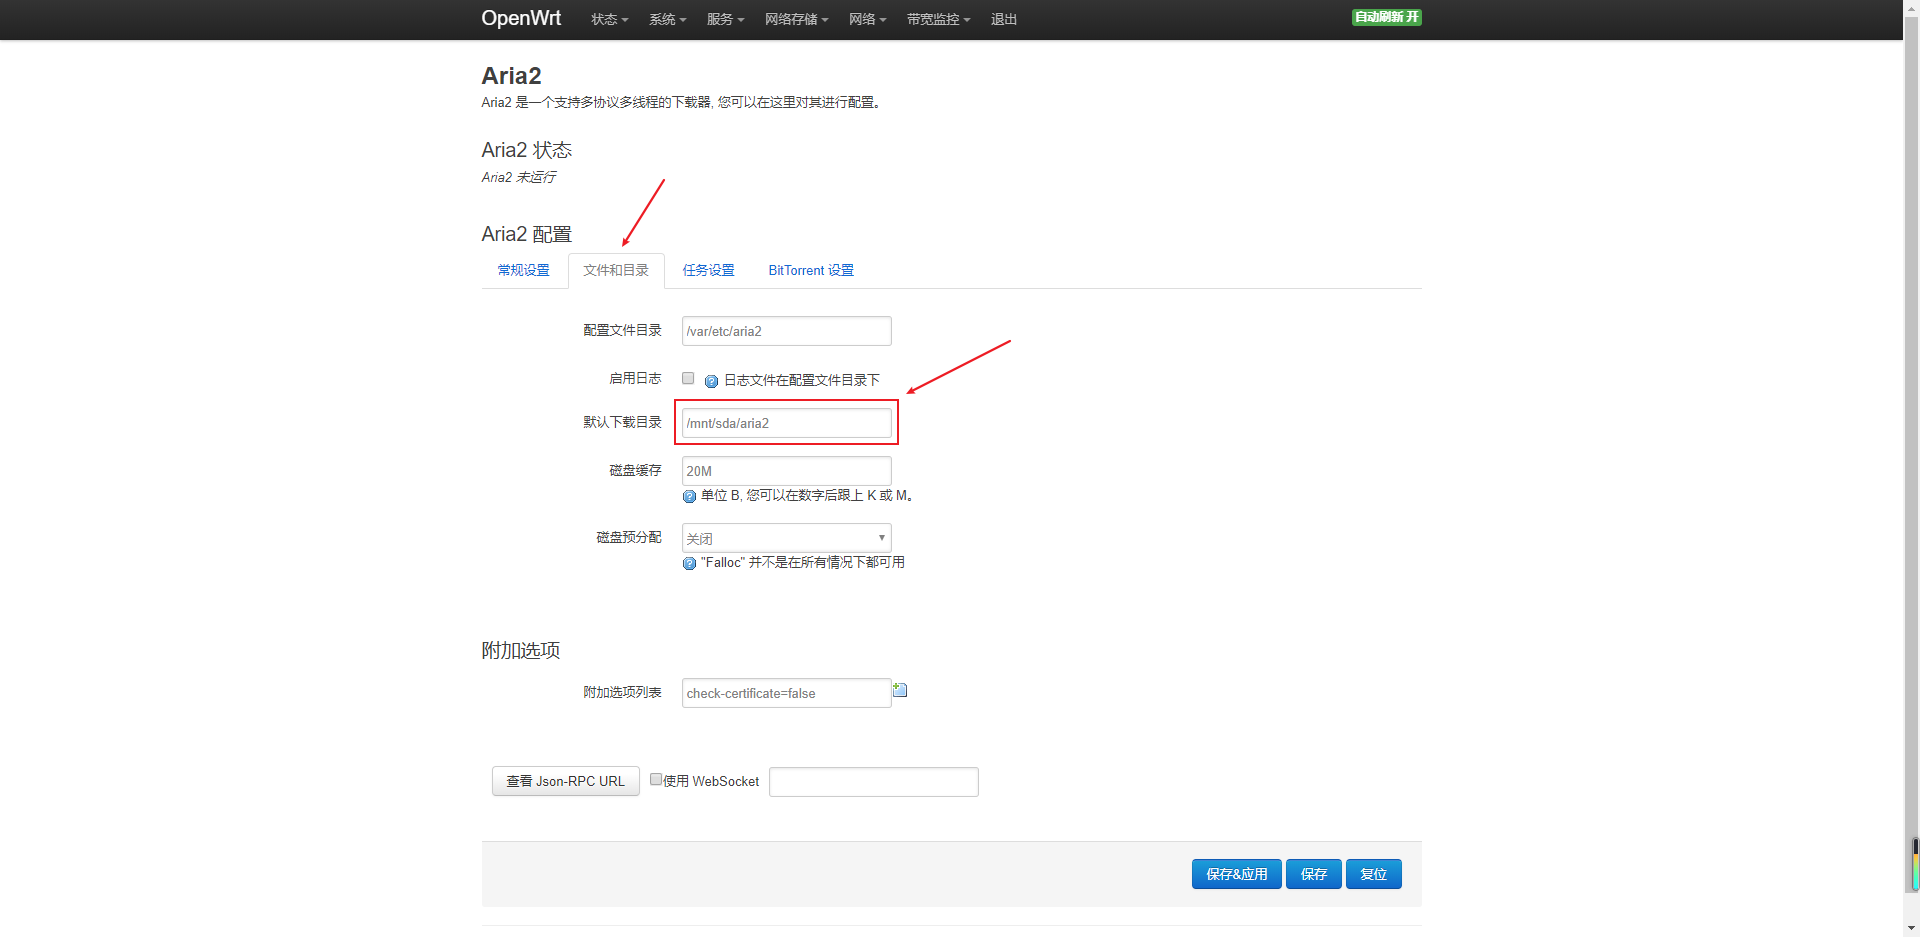 OpenWrt 状态 系统 服务 网络存储 网络 带宽监控 退出 自动刷新 开
Aria2
Aria2 是一个支持多协议多线程的下载器, 您可以在这里对其进行配置。
Aria2 状态
Aria2 未运行
Aria2 配置
常规设置 文件和目录 任务设置 BitTorrent 设置
配置文件目录 /var/etc/aria2
启用日志 日志文件在配置文件目录下
默认下载目录 /mnt/sda/aria2
磁盘缓存 20M
单位 B, 您可以在数字后跟上 K 或 M。
磁盘预分配 关闭
"Falloc" 并不是在所有情况下都可用
附加选项
附加选项列表 check-certificate=false
查看 Json-RPC URL 使用 WebSocket
保存&应用 保存 复位